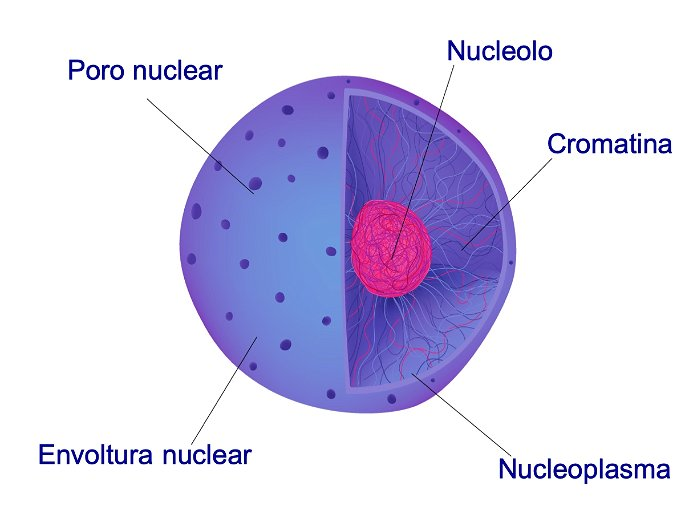 Nucleolo
Poro nuclear
Cromatina
Envoltura nuclear
Nucleoplasma